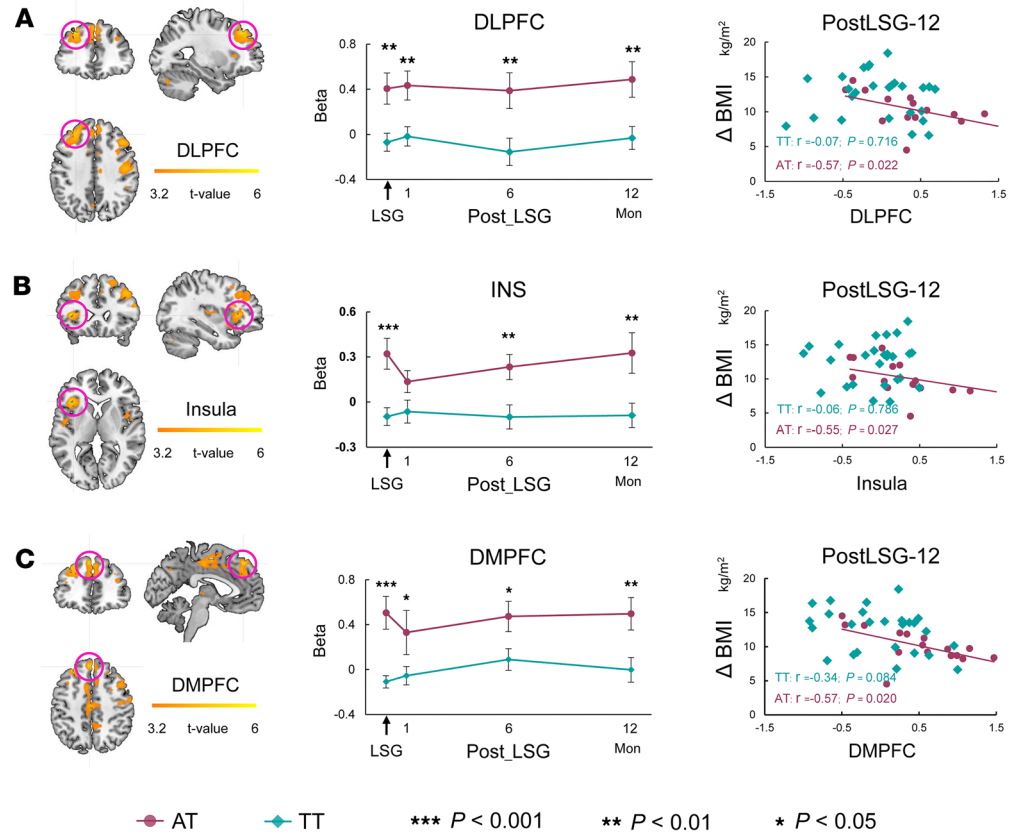 A
DLPFC
3.2 t-value 6
DLPFC
Beta
0.8
0.4
0
-0.4
** ** ** **
1 6 12
LSG Post_LSG Mon
PostLSG-12
kg/m2
Δ BMI
20
15
10
5
0
TT: r =-0.07; P = 0.716
AT: r =-0.57; P = 0.022
-1.5 -0.5 0.5 1.5
DLPFC
B
Insula
3.2 t-value 6
INS
Beta
0.6
0.3
0
-0.3
*** ** **
1 6 12
LSG Post_LSG Mon
PostLSG-12
kg/m2
Δ BMI
20
15
10
5
0
TT: r =-0.06; P = 0.786
AT: r =-0.55; P = 0.027
-1.5 -0.5 0.5 1.5
Insula
C
DMPFC
3.2 t-value 6
DMPFC
Beta
0.8
0.4
0
-0.4
*** * * **
1 6 12
LSG Post_LSG Mon
PostLSG-12
kg/m2
Δ BMI
20
15
10
5
0
TT: r =-0.34; P = 0.084
AT: r =-0.57; P = 0.020
-1.5 -0.5 0.5 1.5
DMPFC
AT TT *** P < 0.001 ** P < 0.01 * P < 0.05